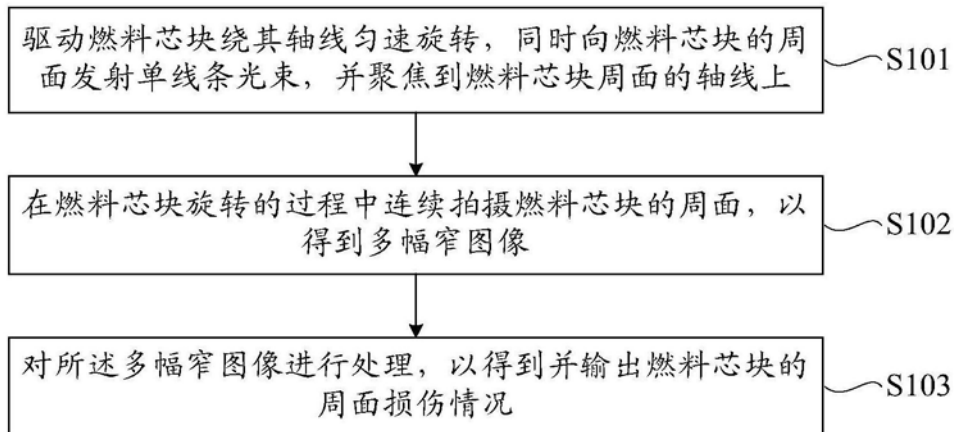 驱动燃料芯块绕其轴线匀速旋转，同时向燃料芯块的周
面发射单线条光束，并聚焦到燃料芯块周面的轴线上
S101
在燃料芯块旋转的过程中连续拍摄燃料芯块的周面，以
得到多幅窄图像
S102
对所述多幅窄图像进行处理，以得到并输出燃料芯块的
周面损伤情况
S103